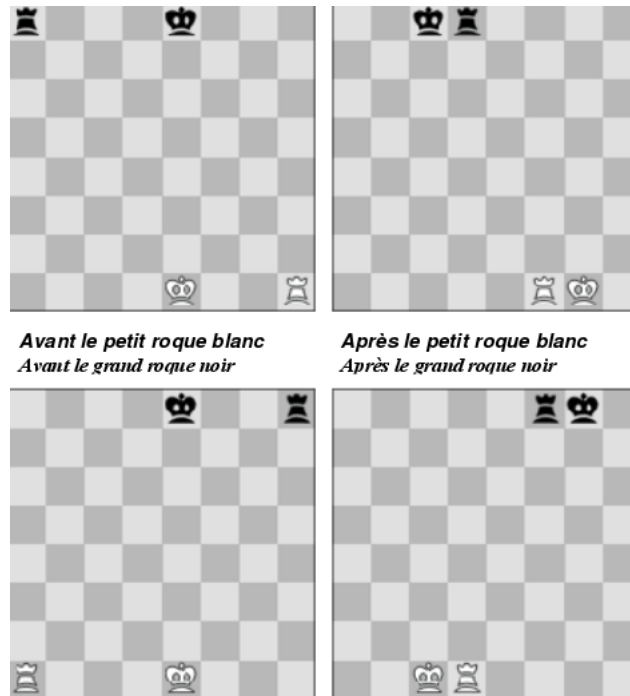 Avant le petit roque blanc
Après le petit roque blanc
Avant le grand roque noir
Après le grand roque noir